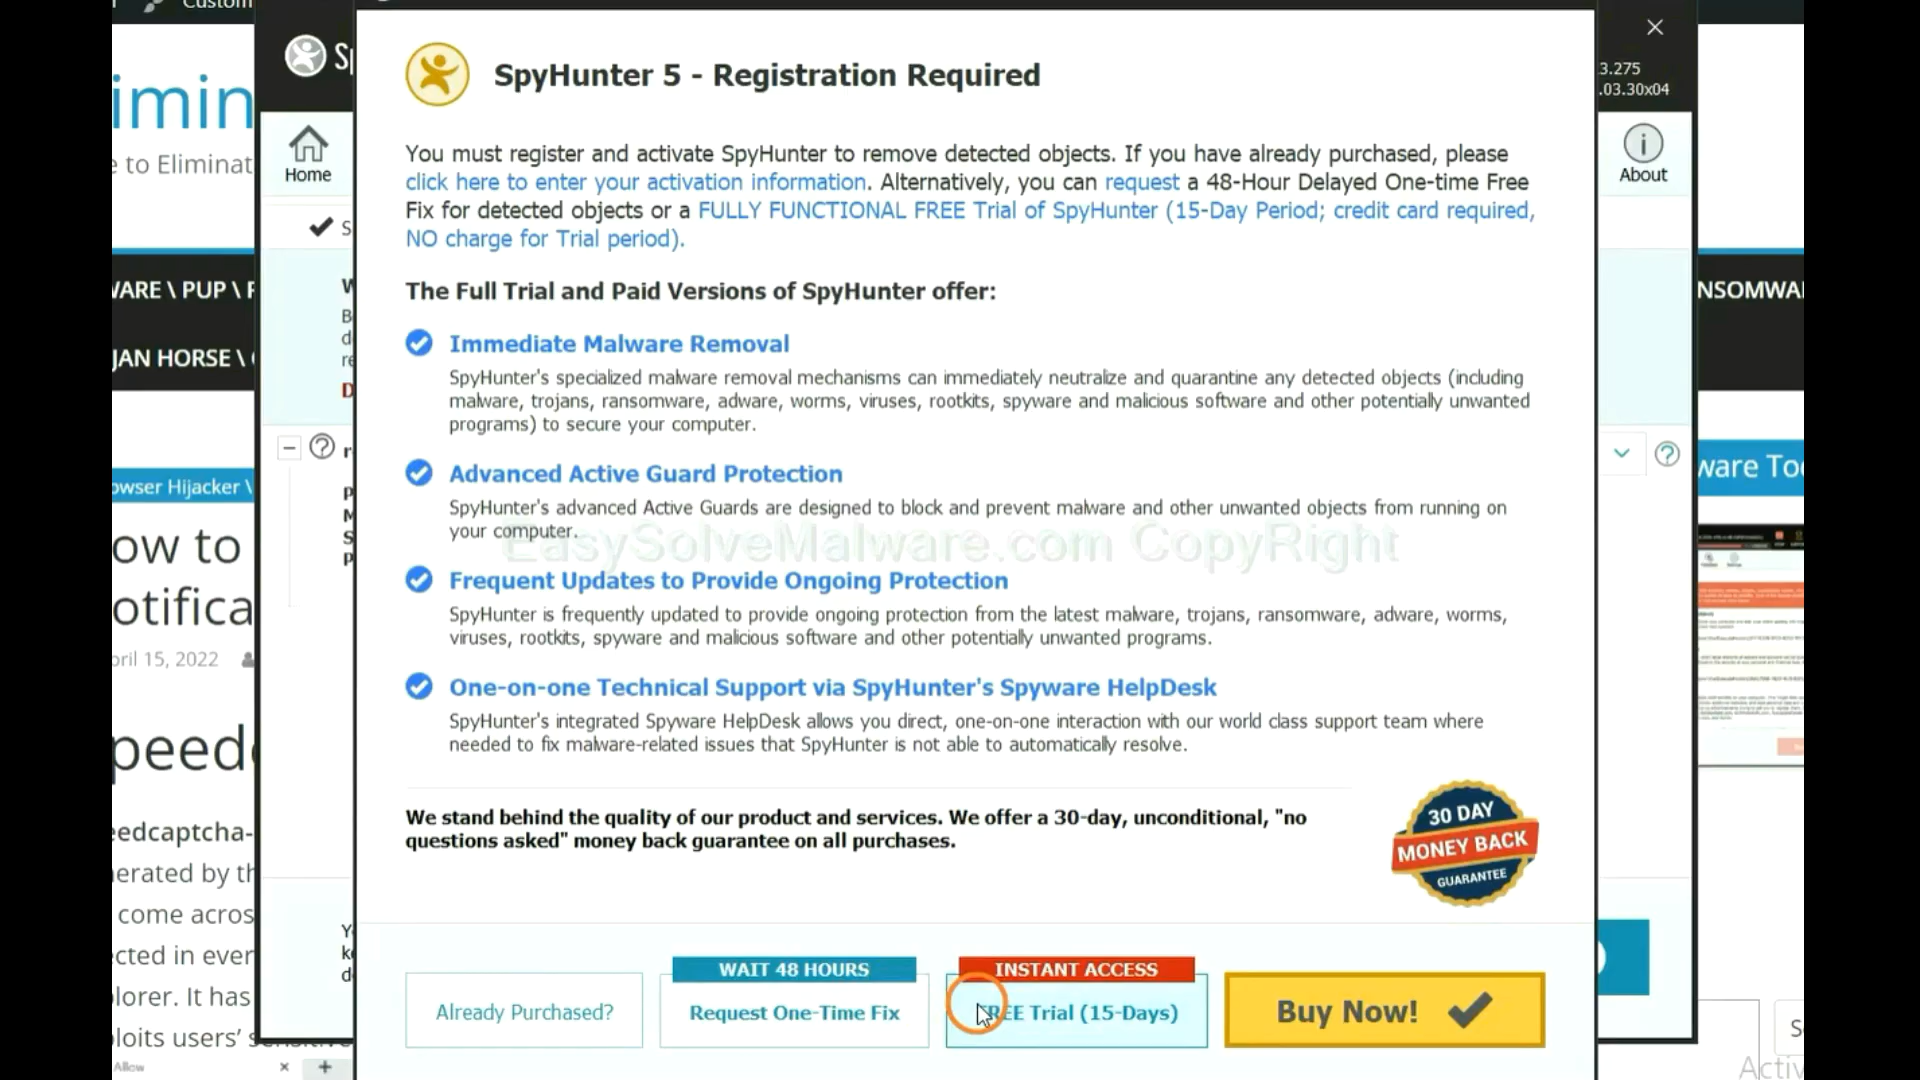 Custom
SpyHunter 5 - Registration Required
3.275
.03.30x04
imin
e to Eliminat
Home
About
You must register and activate SpyHunter to remove detected objects. If you have already purchased, please
click here to enter your activation information. Alternatively, you can request a 48-Hour Delayed One-time Free
Fix for detected objects or a FULLY FUNCTIONAL FREE Trial of SpyHunter (15-Day Period; credit card required,
NO charge for Trial period).
The Full Trial and Paid Versions of SpyHunter offer:
WARE \ PUP \
NSOMWA
JAN HORSE \
Immediate Malware Removal
SpyHunter's specialized malware removal mechanisms can immediately neutralize and quarantine any detected objects (including
malware, trojans, ransomware, adware, worms, viruses, rootkits, spyware and malicious software and other potentially unwanted
programs) to secure your computer.
Advanced Active Guard Protection
SpyHunter's advanced Active Guards are designed to block and prevent malware and other unwanted objects from running on
your computer.
EasySolveMalware.com CopyRight
owser Hijacker \
ware Too
ow to
otifica
pril 15, 2022
Frequent Updates to Provide Ongoing Protection
SpyHunter is frequently updated to provide ongoing protection from the latest malware, trojans, ransomware, adware, worms,
viruses, rootkits, spyware and malicious software and other potentially unwanted programs.
One-on-one Technical Support via SpyHunter's Spyware HelpDesk
SpyHunter's integrated Spyware HelpDesk allows you direct, one-on-one interaction with our world class support team where
needed to fix malware-related issues that SpyHunter is not able to automatically resolve.
peed
We stand behind the quality of our product and services. We offer a 30-day, unconditional, "no
questions asked" money back guarantee on all purchases.
30 DAY
MONEY BACK
GUARANTEE
eedcaptcha-
nerated by th
come acros
ected in ever
plorer. It has
ploits users' sensitive
Already Purchased?
WAIT 48 HOURS
Request One-Time Fix
INSTANT ACCESS
FREE Trial (15-Days)
Buy Now!
Allow
Activ